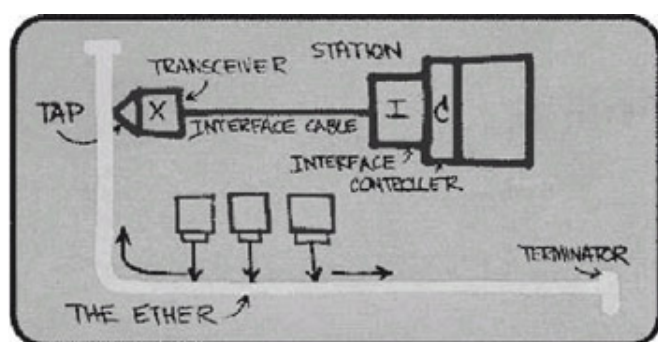 STATION
TRANSCEIVER
TAP
X
I
C
INTERFACE CABLE
INTERFACE
CONTROLLER
TERMINATOR
THE ETHER